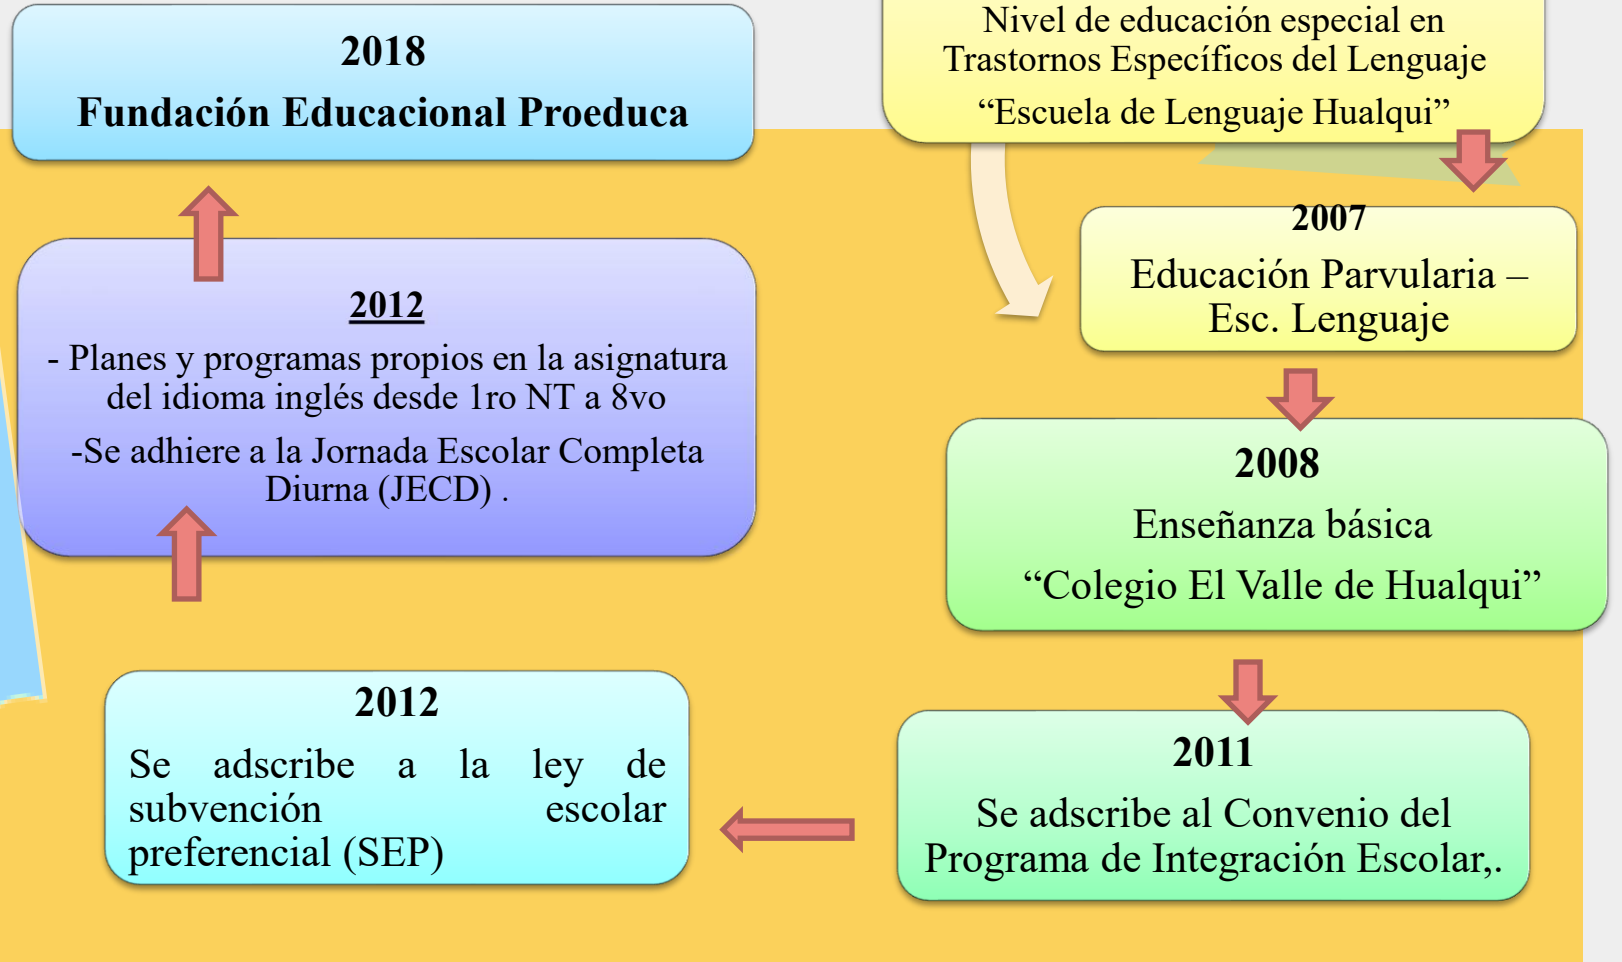 Nivel de educación especial en
Trastornos Específicos del Lenguaje
“Escuela de Lenguaje Hualqui”
2007
Educación Parvularia –
Esc. Lenguaje
2008
Enseñanza básica
“Colegio El Valle de Hualqui”
2011
Se adscribe al Convenio del
Programa de Integración Escolar,.
2012
Se adscribe a la ley de
subvención escolar
preferencial (SEP)
2012
- Planes y programas propios en la asignatura
del idioma inglés desde 1ro NT a 8vo
-Se adhiere a la Jornada Escolar Completa
Diurna (JECD) .
2018
Fundación Educacional Proeduca